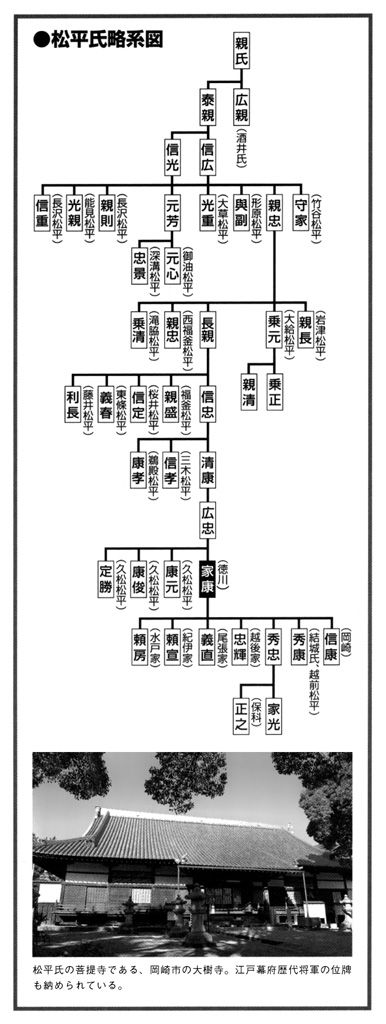 ●松平氏略系図
親氏
広親（酒井氏）
泰親
信広
信光
守家（竹谷松平）
親忠
與副（形原松平）
光重（大草松平）
元芳
親則（長沢松平）
光親（能見松平）
信重（長沢松平）
元心（御油松平）
忠景（深溝松平）
親長（岩津松平）
乗元（大給松平）
長親
親忠（西福釜松平）
乗清（滝脇松平）
乗正
親清
信忠
親盛（福釜松平）
信定（桜井松平）
義春（東條松平）
利長（藤井松平）
清康
信孝（三木松平）
康孝（鵜殿松平）
広忠
家康（徳川）
康元（久松松平）
康俊（久松松平）
定勝（久松松平）
信康（岡崎）
秀康（結城氏、越前松平）
秀忠
忠輝（越後家）
義直（尾張家）
頼宣（紀伊家）
頼房（水戸家）
家光
正之（保科）
松平氏の菩提寺である、岡崎市の大樹寺。江戸幕府歴代将軍の位牌
も納められている。